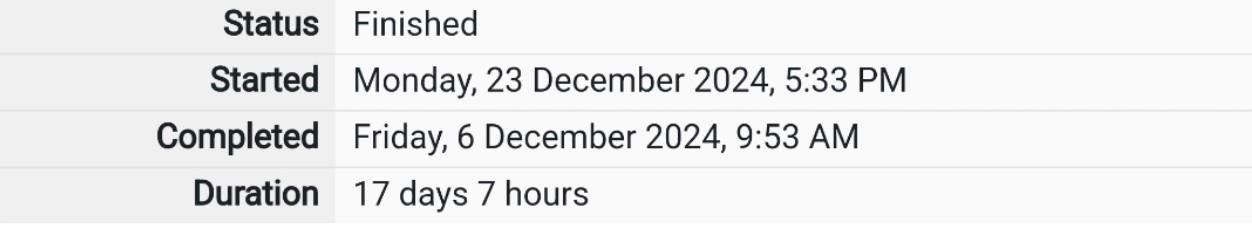 Status Finished
Started Monday, 23 December 2024, 5:33 PM
Completed Friday, 6 December 2024, 9:53 AM
Duration 17 days 7 hours